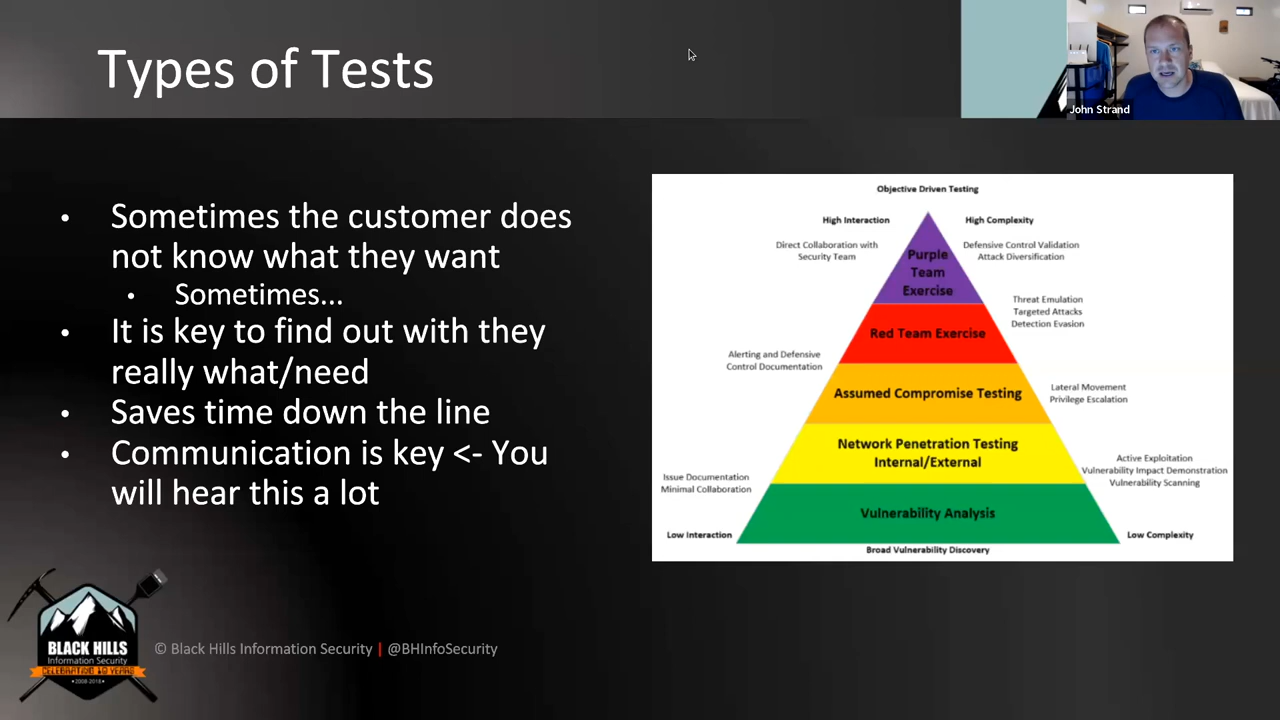 Types of Tests
John Strand
Sometimes the customer does
not know what they want
Sometimes...
It is key to find out with they
really what/need
Saves time down the line
Communication is key <- You
will hear this a lot
Objective Driven Testing
High Interaction
High Complexity
Direct Collaboration with
Security Team
Defensive Control Validation
Attack Diversification
Purple
Team
Exercise
Threat Emulation
Targeted Attacks
Detection Evasion
Red Team Exercise
Alerting and Defensive
Control Documentation
Assumed Compromise Testing
Lateral Movement
Privilege Escalation
Network Penetration Testing
Internal/External
Active Exploitation
Vulnerability Impact Demonstration
Vulnerability Scanning
Issue Documentation
Minimal Collaboration
Vulnerability Analysis
Low Interaction
Low Complexity
Broad Vulnerability Discovery
BLACK HILLS
Information Security
CELEBRATING 10 YEARS
•2008-2018•
© Black Hills Information Security | @BHInfoSecurity